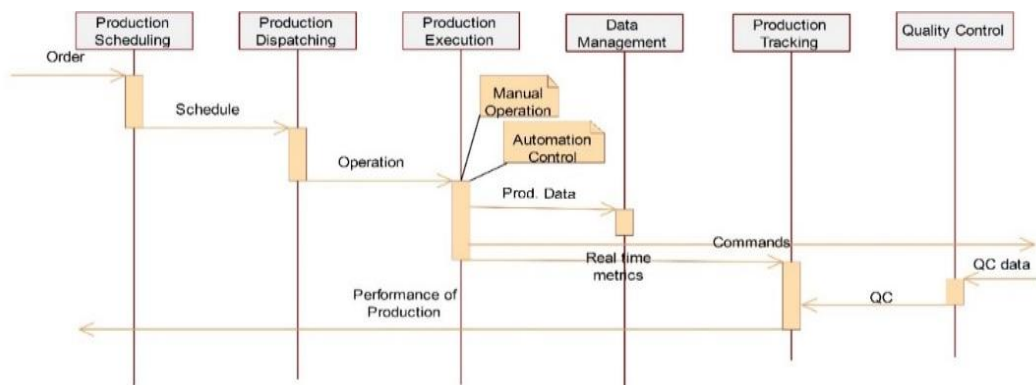 Production
Scheduling
Production
Dispatching
Production
Execution
Data
Management
Production
Tracking
Quality Control
Order
Manual
Operation
Schedule
Automation
Control
Operation
Prod. Data
Commands
Real time
metrics
QC data
Performance of
Production
QC